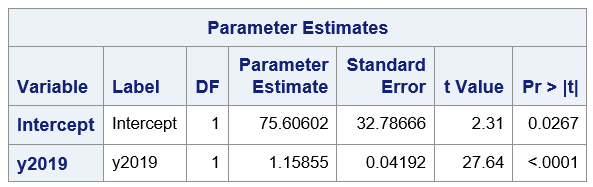 Parameter Estimates
Variable Label DF Parameter Estimate Standard Error t Value Pr > |t|
Intercept Intercept 1 75.60602 32.78666 2.31 0.0267
y2019 y2019 1 1.15855 0.04192 27.64 <.0001